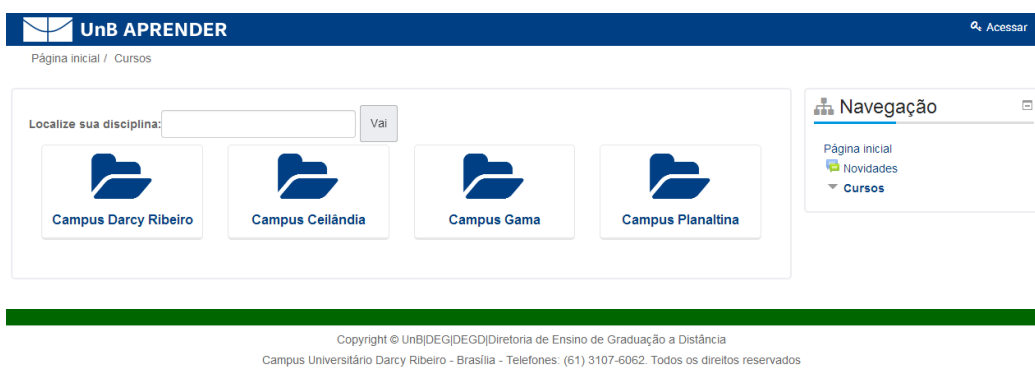 UnB APRENDER
Acessar
Página inicial / Cursos
Localize sua disciplina:
Vai
Campus Darcy Ribeiro
Campus Ceilândia
Campus Gama
Campus Planaltina
Navegação
Página inicial
Novidades
Cursos
Copyright © UnB|DEG|DEGD|Diretoria de Ensino de Graduação a Distância
Campus Universitário Darcy Ribeiro - Brasília - Telefones: (61) 3107-6062. Todos os direitos reservados